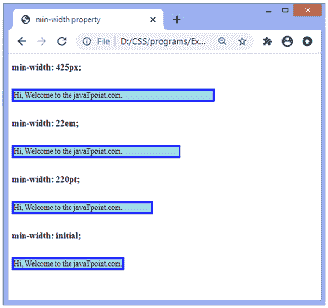 min-width property
File | D:/CSS/programs/Ex...
min-width: 425px;
Hi, Welcome to the javaTpoint.com.
min-width: 22em;
Hi, Welcome to the javaTpoint.com.
min-width: 220pt;
Hi, Welcome to the javaTpoint.com.
min-width: initial;
Hi, Welcome to the javaTpoint.com.